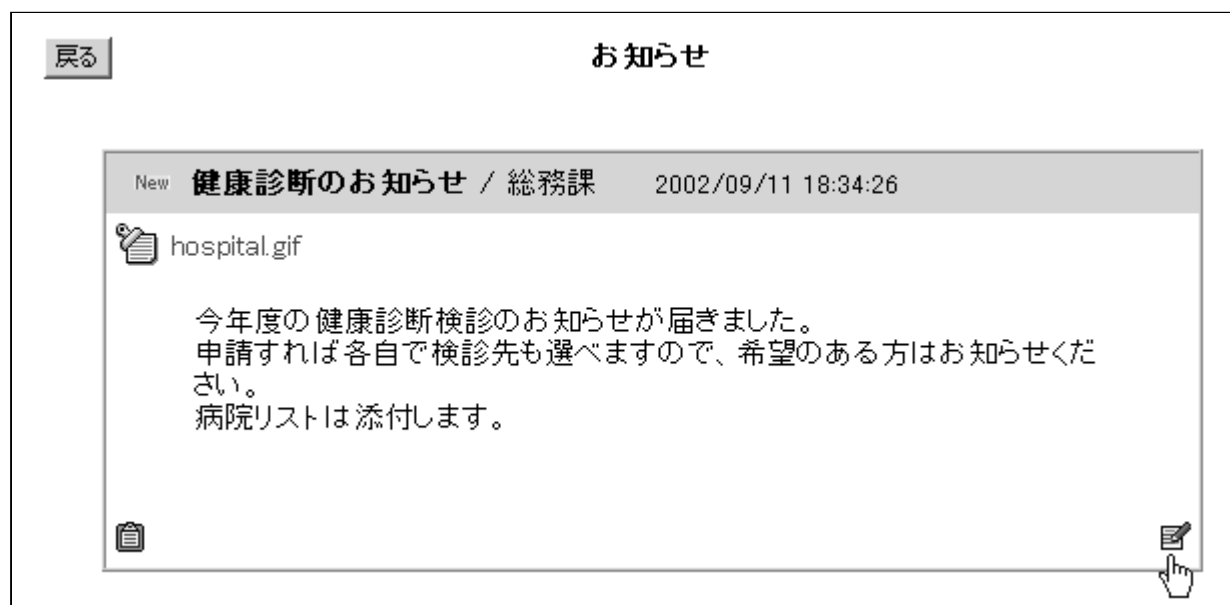 戻る
お知らせ
New 健康診断のお知らせ / 総務課 2002/09/11 18:34:26
hospital.gif
今年度の健康診断検診のお知らせが届きました。
申請すれば各自で検診先も選べますので、希望のある方はお知らせくだ
さい。
病院リストは添付します。